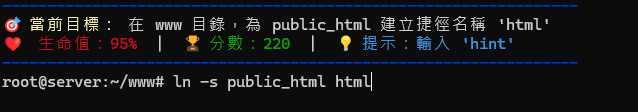 🎯 當前目標： 在 www 目錄，為 public_html 建立捷徑名稱 'html'
❤️ 生命值：95% | 🏆 分數：220 | 💡 提示：輸入 'hint'
root@server:~/www# ln -s public_html html